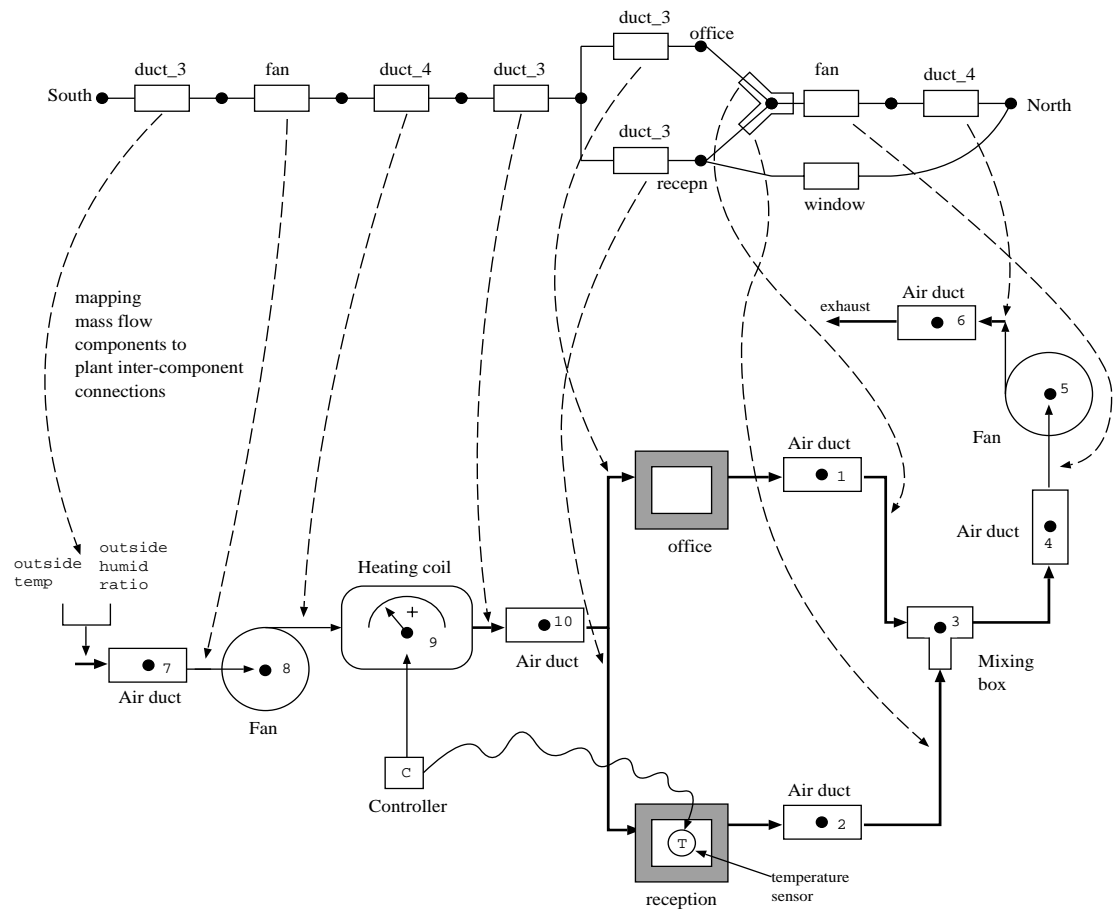 duct_3
office
duct_3
fan
duct_4
duct_3
fan
duct_4
South
North
duct_3
recepn
window
mapping
mass flow
components to
plant inter-component
connections
exhaust
Air duct
6
5
Fan
Air duct
1
office
Air duct
4
outside
temp
outside
humid
ratio
Heating coil
+
9
10
Air duct
3
Mixing
box
7
Air duct
8
Fan
C
Controller
Air duct
2
T
reception
temperature
sensor